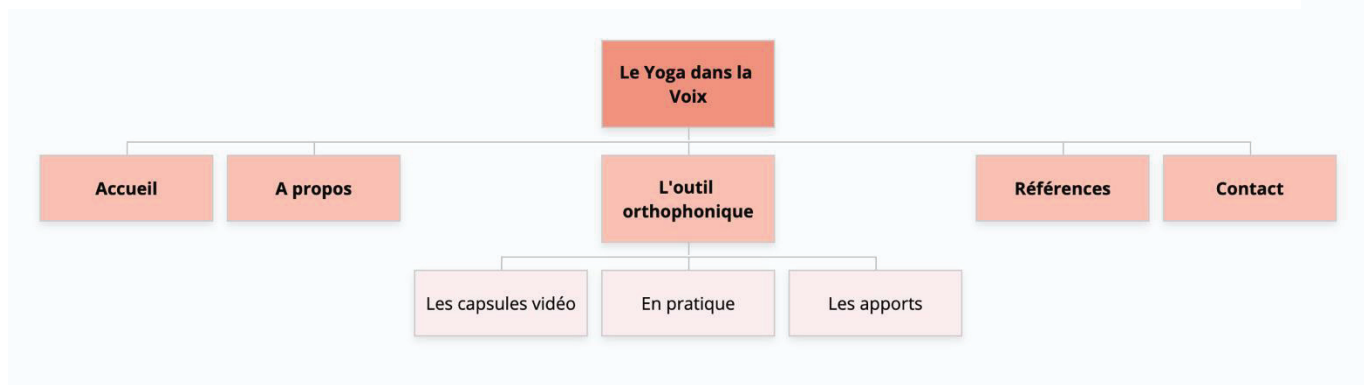 Le Yoga dans la
Voix
Accueil
A propos
L'outil
orthophonique
Références
Contact
Les capsules vidéo
En pratique
Les apports